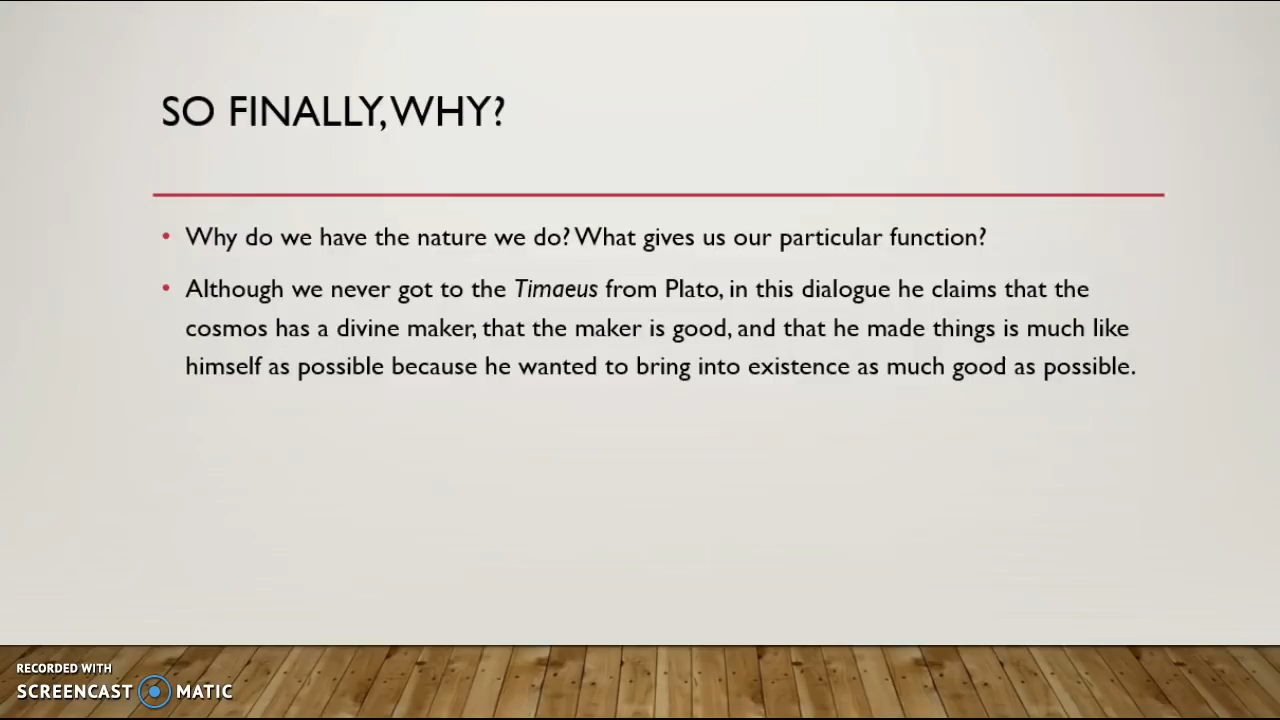 SO FINALLY, WHY?
• Why do we have the nature we do? What gives us our particular function?
• Although we never got to the Timaeus from Plato, in this dialogue he claims that the
cosmos has a divine maker, that the maker is good, and that he made things is much like
himself as possible because he wanted to bring into existence as much good as possible.
RECORDED WITH
SCREENCAST MATIC